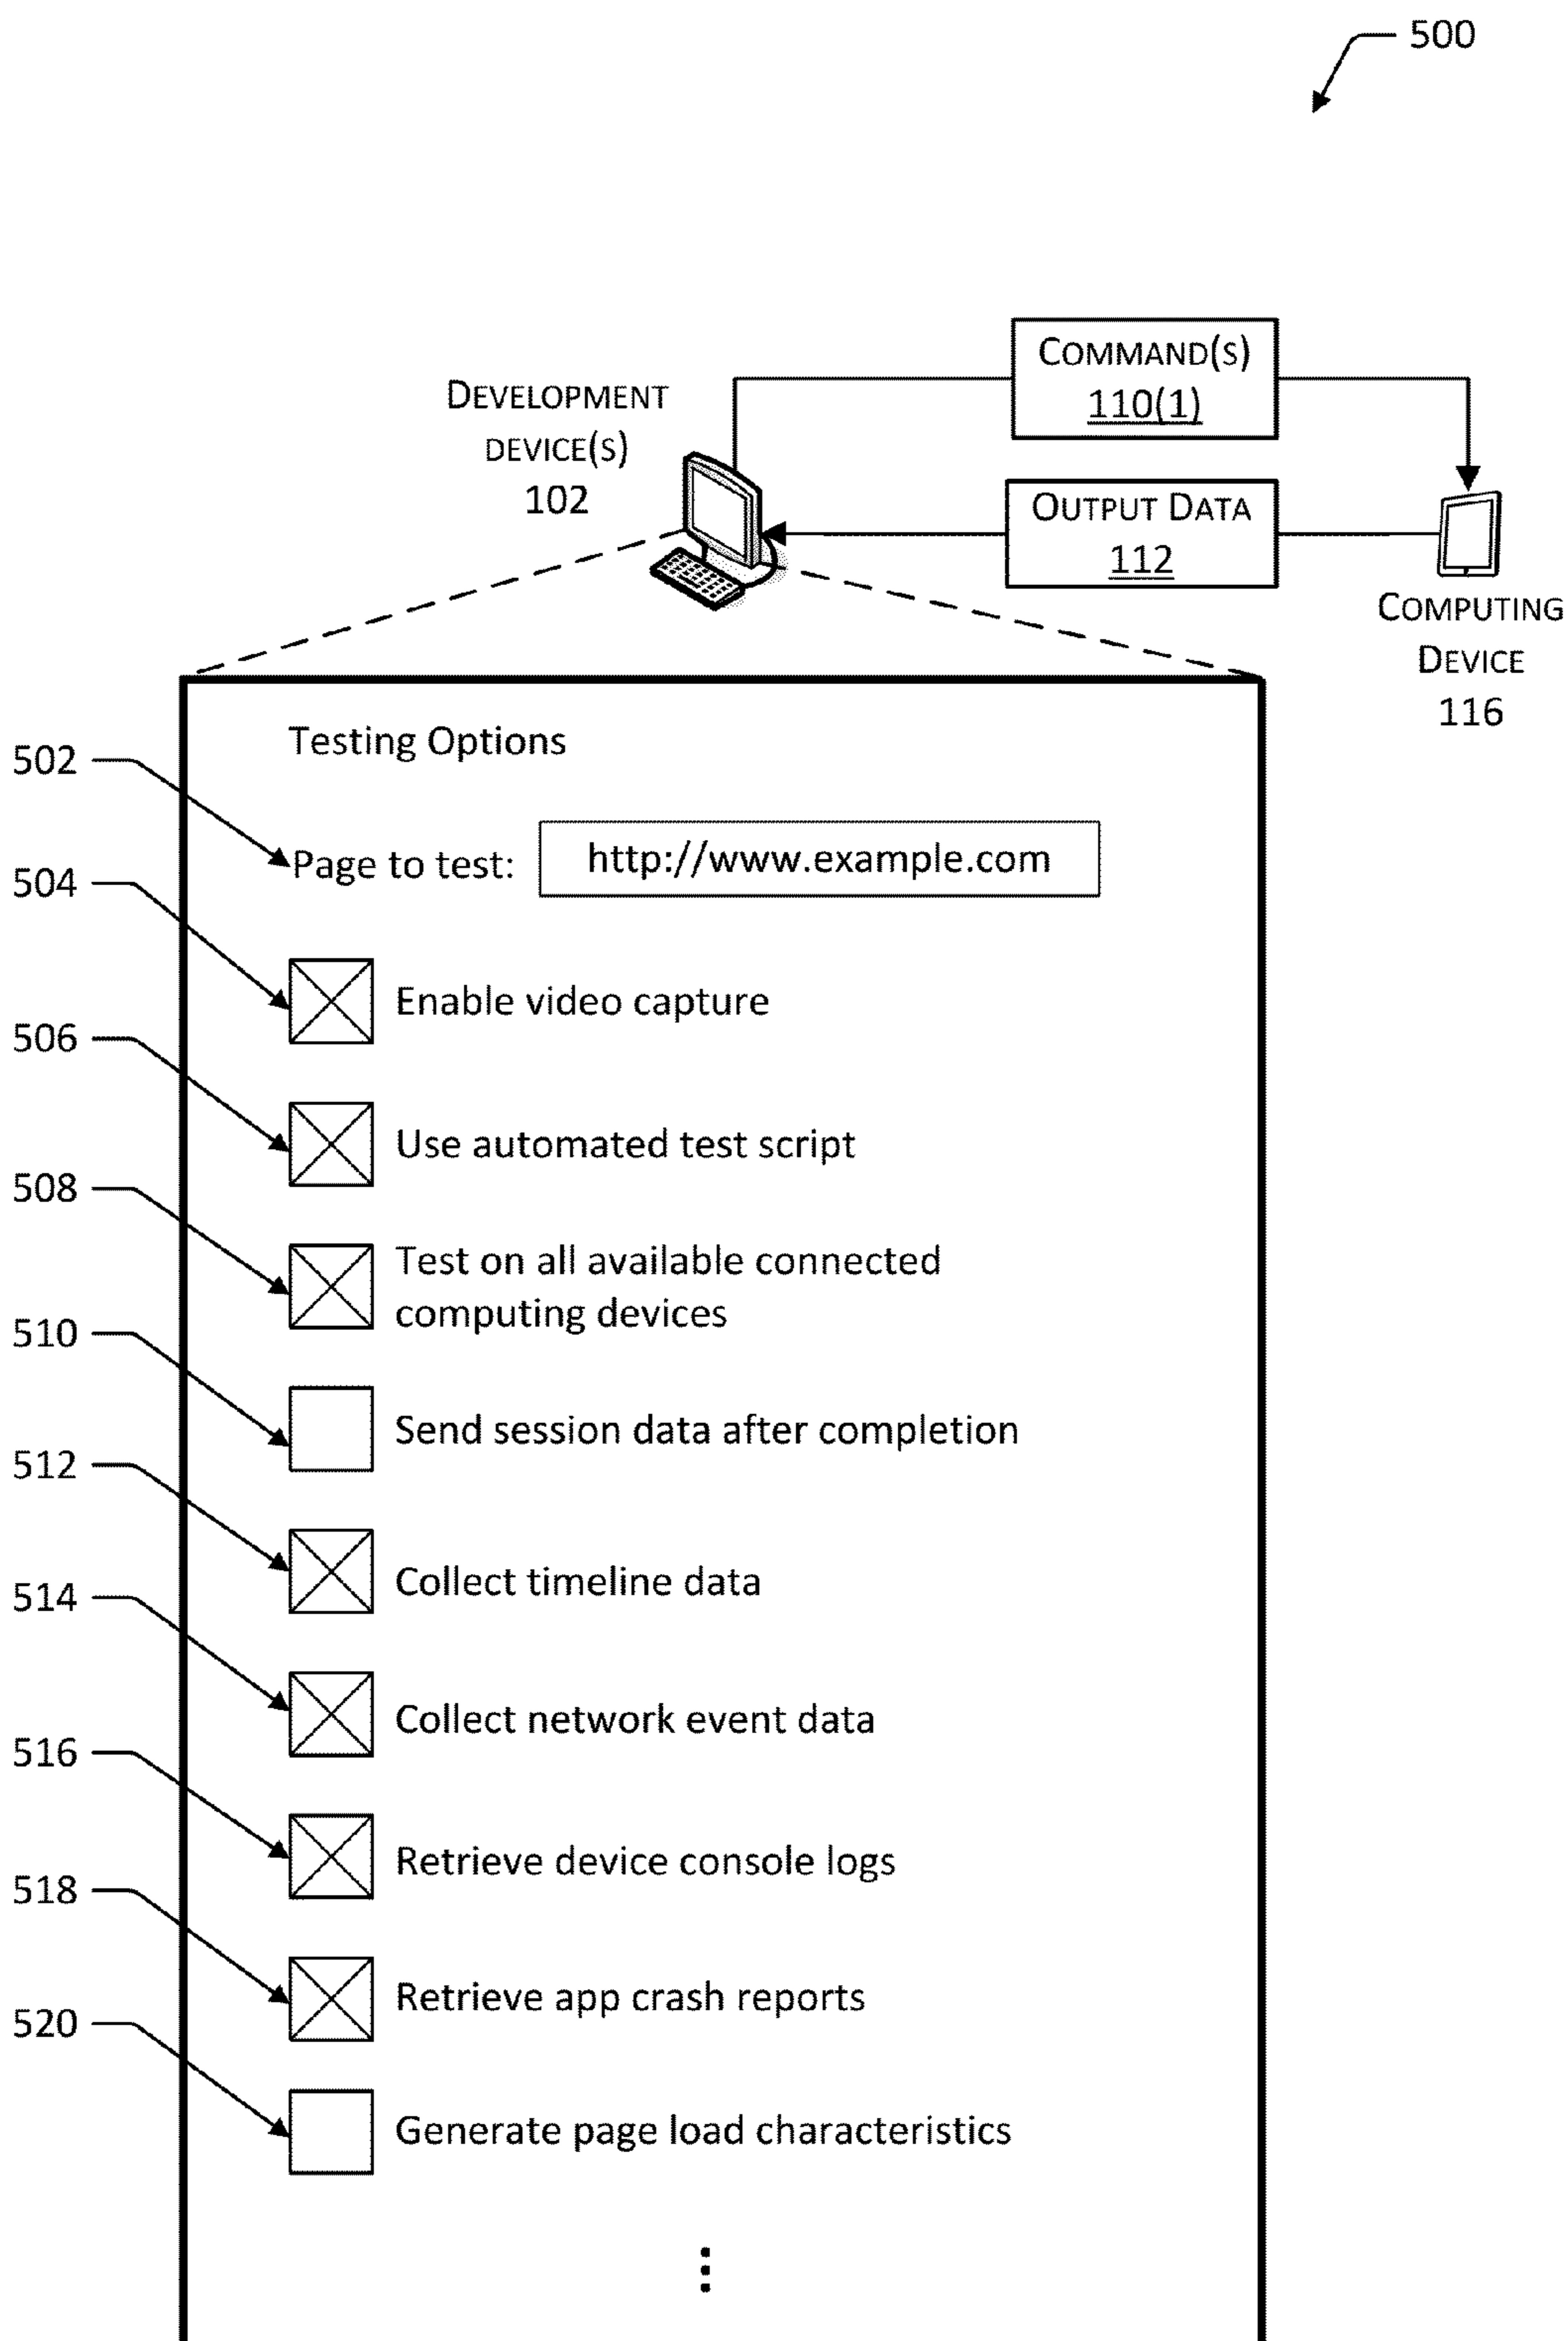 500
COMMAND(S)
110(1)
DEVELOPMENT
DEVICE(S)
102
OUTPUT DATA
112
COMPUTING
DEVICE
116
Testing Options
502
Page to test: http://www.example.com
504
Enable video capture
506
Use automated test script
508
Test on all available connected
computing devices
510
Send session data after completion
512
Collect timeline data
514
Collect network event data
516
Retrieve device console logs
518
Retrieve app crash reports
520
Generate page load characteristics